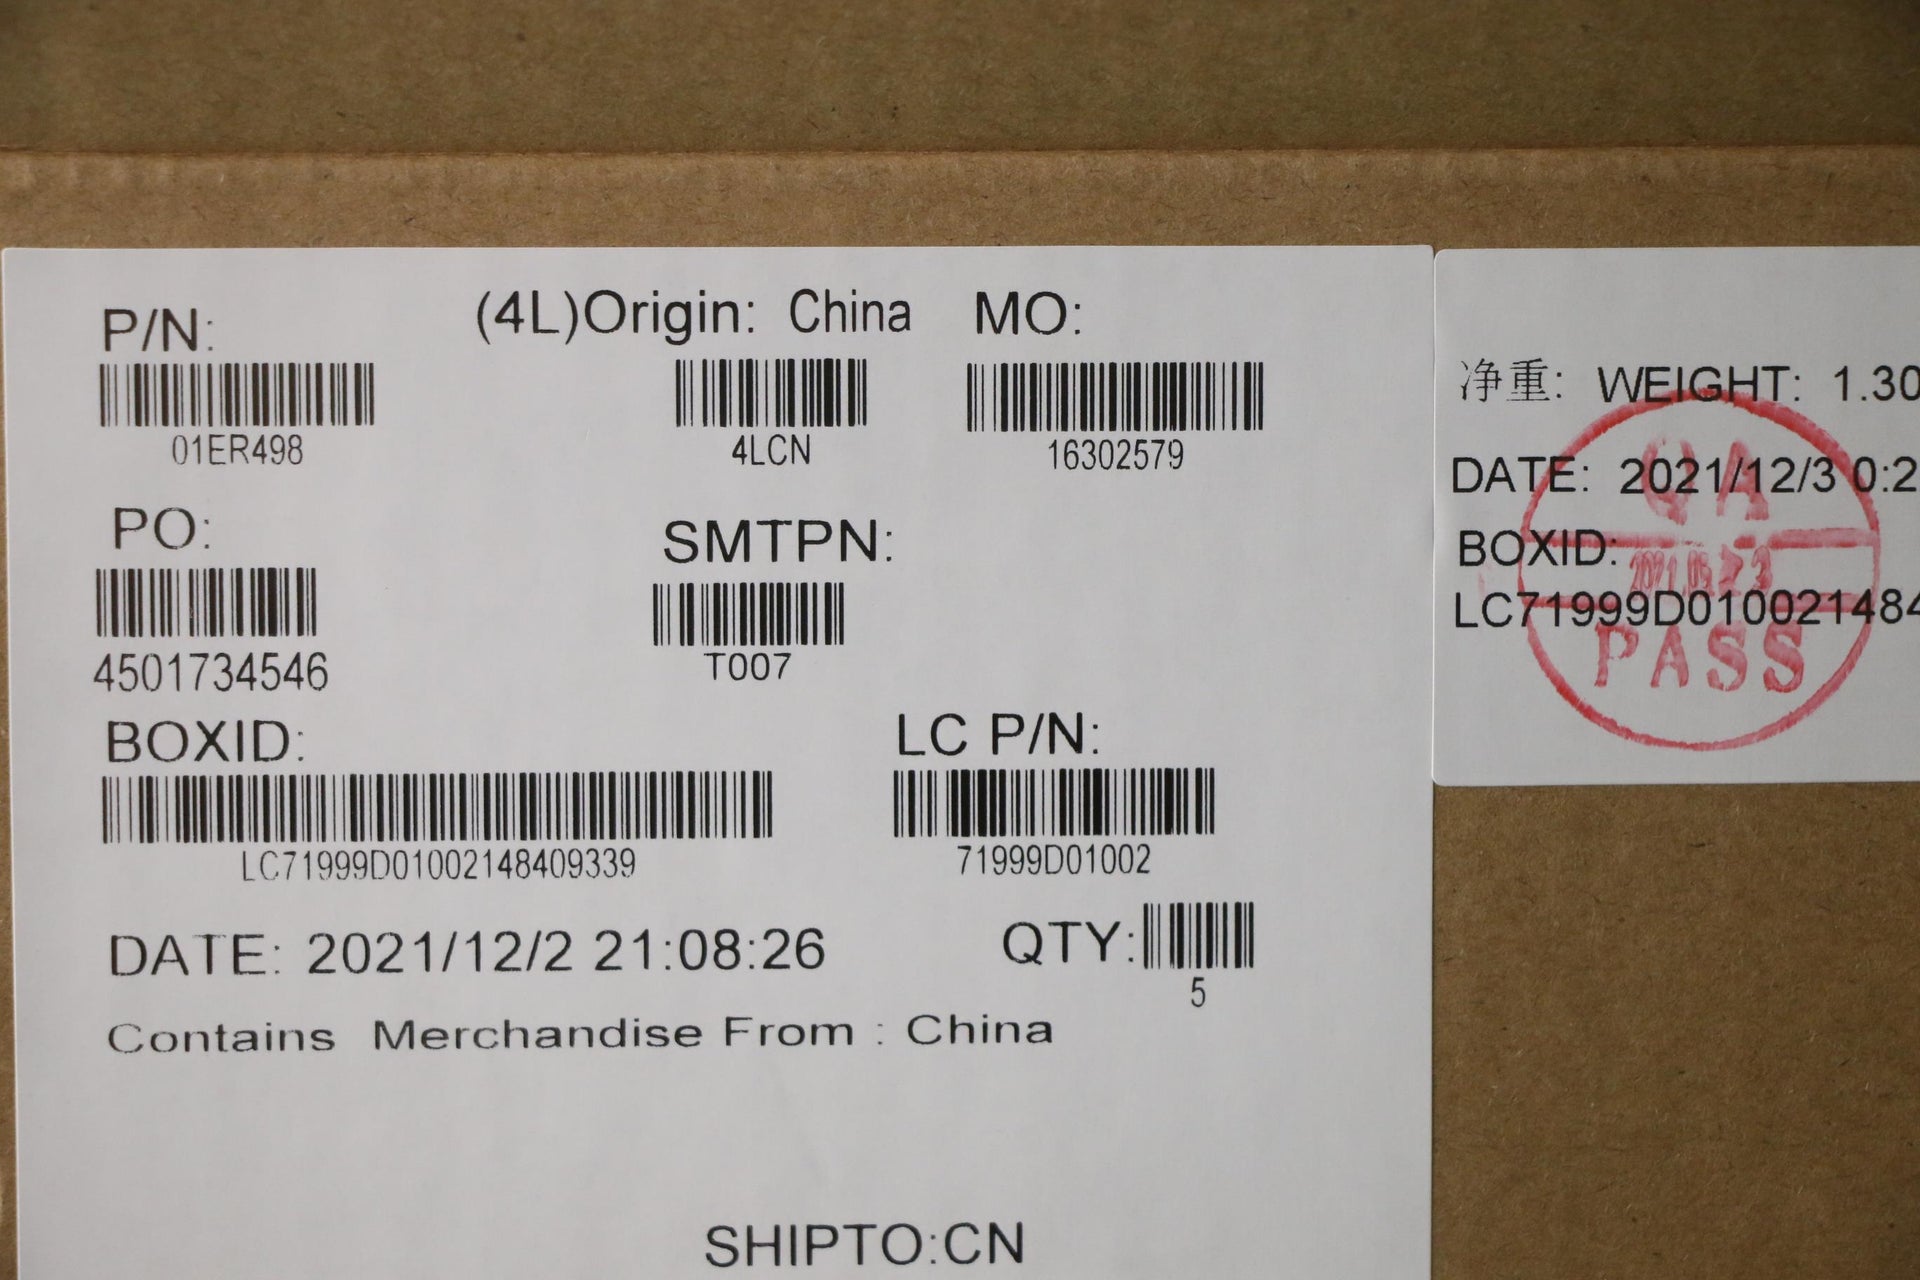 P/N:
(4L)Origin: China
MO:
01ER498
4LCN
16302579
PO:
SMTPN:
4501734546
T007
BOXID:
LC P/N:
LC71999D01002148409339
71999D01002
DATE: 2021/12/2 21:08:26
QTY:
5
Contains Merchandise From : China
SHIPTO:CN
净重: WEIGHT: 1.30
DATE: 2021/12/3 0:2
BOXID:
LC71999D010021484
QA
PASS